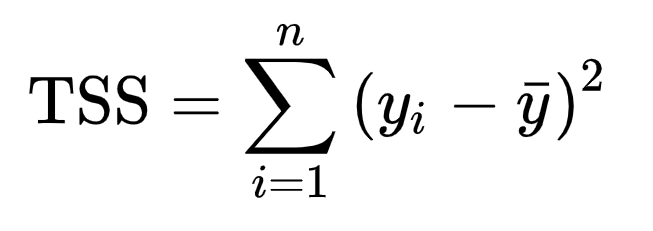 TSS = \sum_{i=1}^{n} (y_i - \bar{y})^2